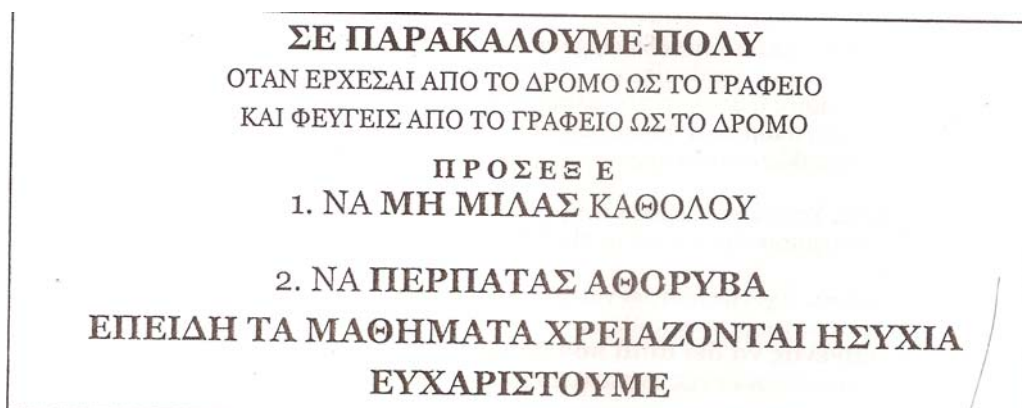 ΣΕ ΠΑΡΑΚΑΛΟΥΜΕ ΠΟΛΥ
ΟΤΑΝ ΕΡΧΕΣΑΙ ΑΠΟ ΤΟ ΔΡΟΜΟ ΩΣ ΤΟ ΓΡΑΦΕΙΟ
ΚΑΙ ΦΕΥΓΕΙΣ ΑΠΟ ΤΟ ΓΡΑΦΕΙΟ ΩΣ ΤΟ ΔΡΟΜΟ
Π Ρ Ο Σ Ε Ξ Ε
1. ΝΑ ΜΗ ΜΙΛΑΣ ΚΑΘΟΛΟΥ
2. ΝΑ ΠΕΡΠΑΤΑΣ ΑΘΟΡΥΒΑ
ΕΠΕΙΔΗ ΤΑ ΜΑΘΗΜΑΤΑ ΧΡΕΙΑΖΟΝΤΑΙ ΗΣΥΧΙΑ
ΕΥΧΑΡΙΣΤΟΥΜΕ